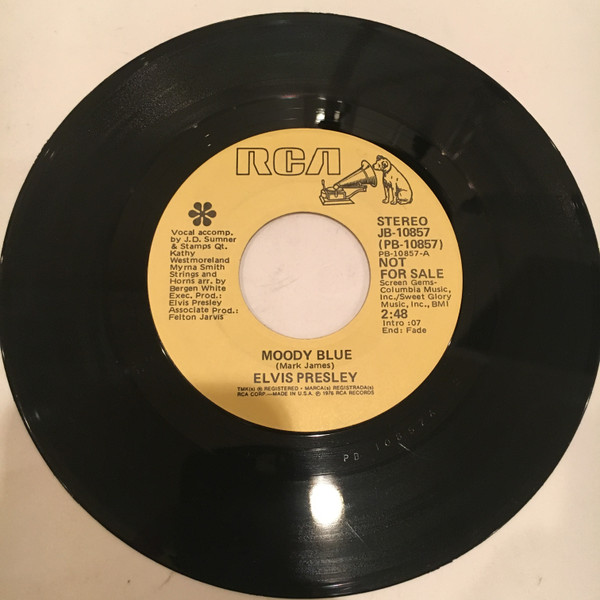 RCA
STEREO
JB-10857
(PB-10857)
PB-10857-A
NOT
FOR SALE
Screen Gems-
Columbia Music,
Inc./Sweet Glory
Music, Inc., BMI
2:48
Intro :07
End: Fade
Vocal accomp.
by J.D. Sumner
& Stamps Qt.
Kathy
Westmoreland
Myrna Smith
Strings and
Horns arr. by
Bergen White
Exec. Prod.:
Elvis Presley
Associate Prod.:
Felton Jarvis
MOODY BLUE
(Mark James)
ELVIS PRESLEY
TMK(s) ® REGISTERED • MARCA(s) REGISTRADA(s)
RCA CORP.—MADE IN U.S.A. ℗ 1976 RCA RECORDS
PB